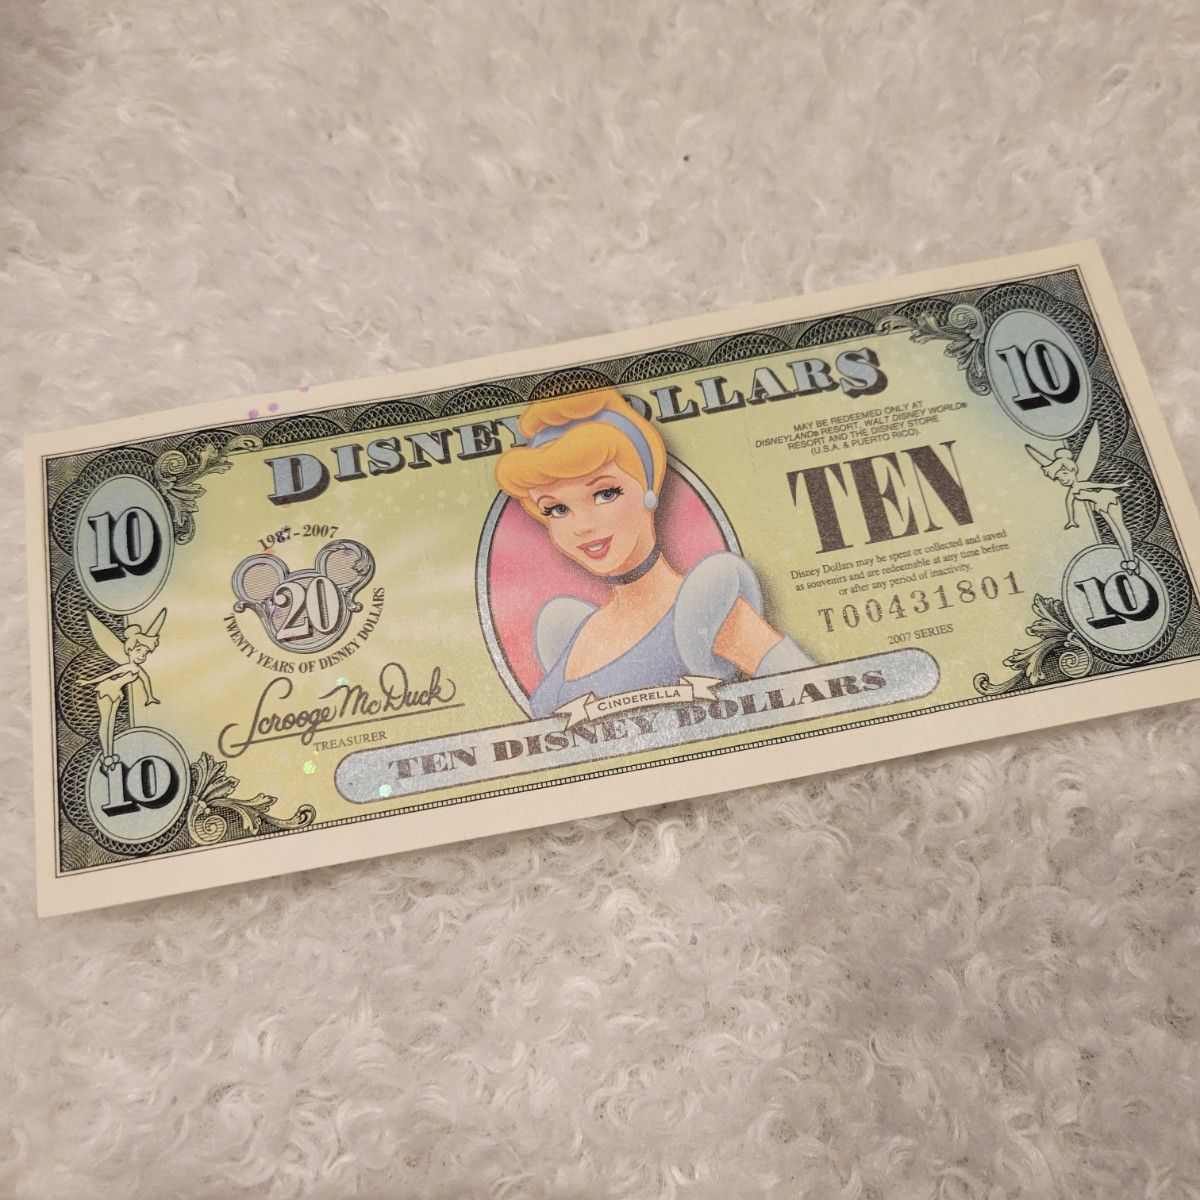 DISNEY DOLLARS
10
10
10
10
1987-2007
20
TWENTY YEARS OF DISNEY DOLLARS
Scrooge McDuck
TREASURER
CINDERELLA
TEN DISNEY DOLLARS
MAY BE REDEEMED ONLY AT
DISNEYLAND® RESORT, WALT DISNEY WORLD®
RESORT AND THE DISNEY STORE
(U.S.A. & PUERTO RICO).
TEN
Disney Dollars may be spent or collected and saved
as souvenirs and are redeemable at any time before
or after any period of inactivity.
T00431801
2007 SERIES